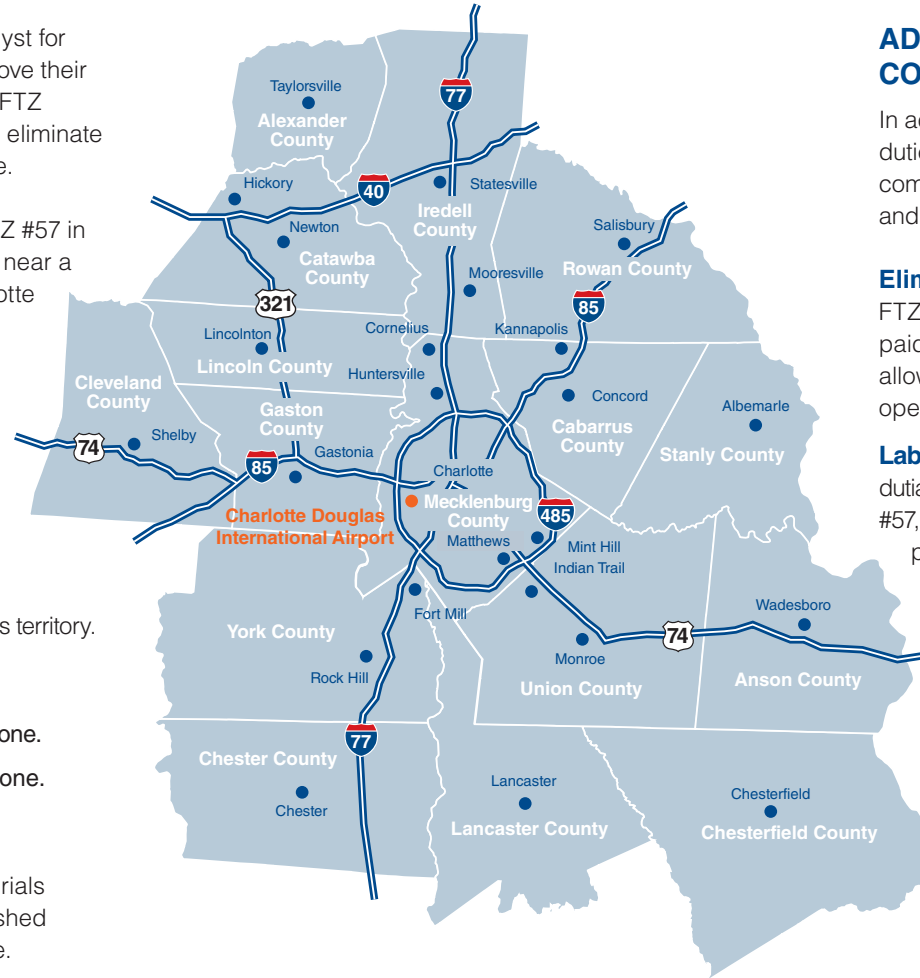 yst for
ove their
FTZ
eliminate
e.
Z #57 in
near a
otte
s territory.
one.
one.
rials
shed
e.
77
Taylorsville
Alexander
County
Hickory
40
Statesville
Iredell
County
Newton
Catawba
County
Salisbury
Rowan County
Mooresville
321
85
Lincolnton
Cornelius
Kannapolis
Lincoln County
Huntersville
Cleveland
County
Gaston
County
Concord
Cabarrus
County
Albemarle
Stanly County
74
Shelby
85
Gastonia
Charlotte
Mecklenburg
County
485
Charlotte Douglas
International Airport
Matthews
Mint Hill
Indian Trail
Fort Mill
York County
Wadesboro
74
Rock Hill
Monroe
Union County
Anson County
77
Chester County
Chester
Lancaster
Lancaster County
Chesterfield
Chesterfield County
AD
CO
In a
dutie
com
and
Elim
FTZ
paid
allow
ope
Lab
dutia
#57,
p